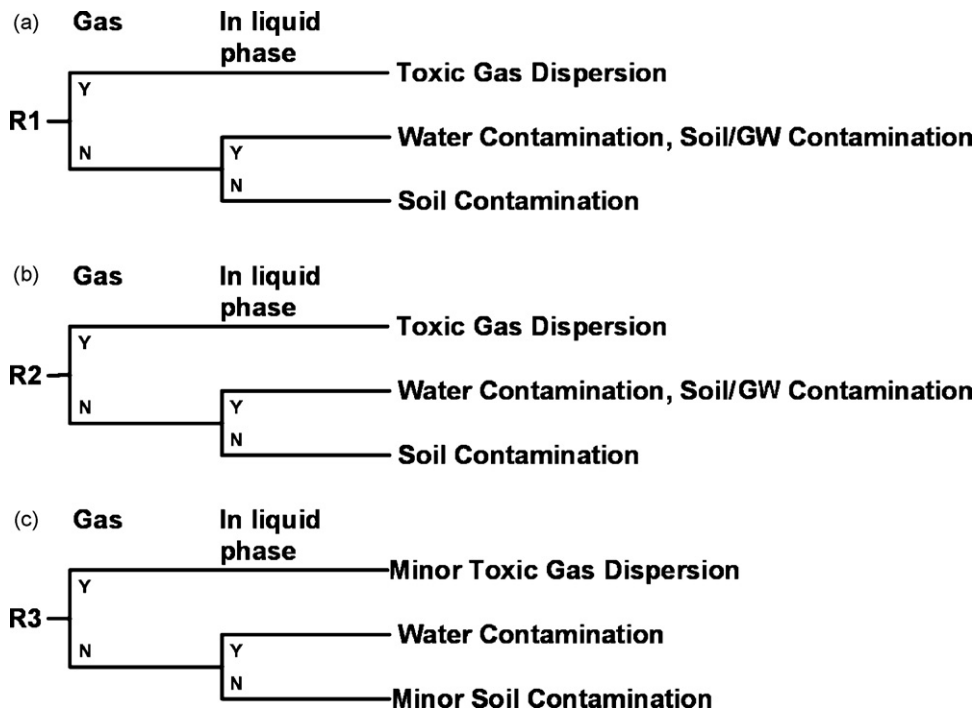 (a) Gas In liquid
phase
Y Toxic Gas Dispersion
R1
Water Contamination, Soil/GW Contamination
N Y
N
Soil Contamination
(b) Gas In liquid
phase
Toxic Gas Dispersion
Y
R2
Water Contamination, Soil/GW Contamination
N Y
N
Soil Contamination
(c) Gas In liquid
phase
Minor Toxic Gas Dispersion
Y
R3
Water Contamination
N Y
N
Minor Soil Contamination